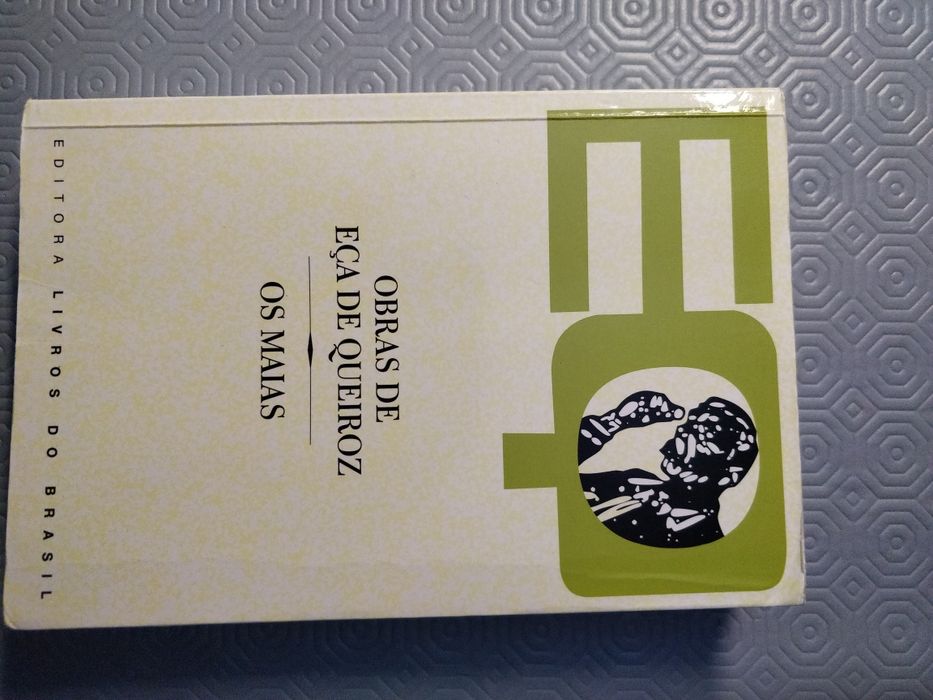 EQ
OBRAS DE
EÇA DE QUEIROZ
OS MAIAS
EDITORA LIVROS DO BRASIL